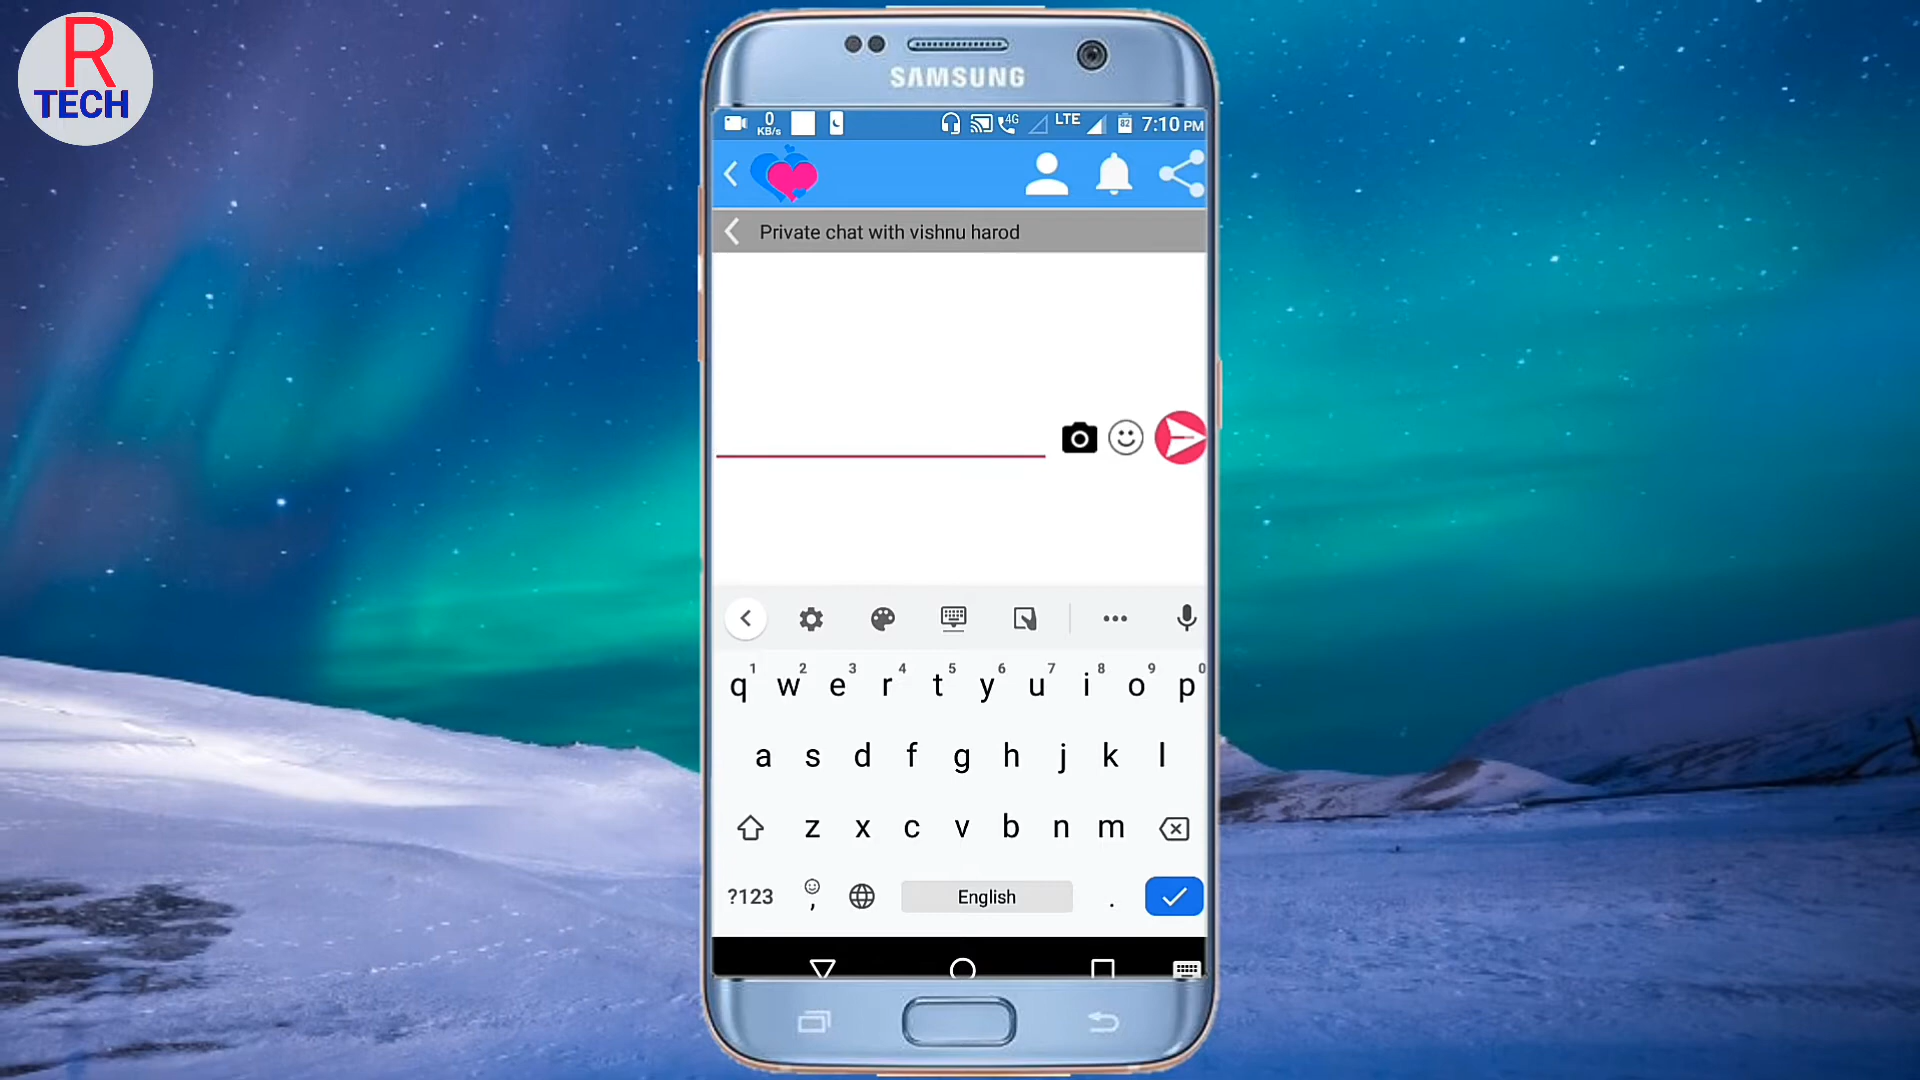 R
TECH
SAMSUNG
0
KB/s
4G
LTE
82
7:10 PM
Private chat with vishnu harod
1 2 3 4 5 6 7 8 9 0
q w e r t y u i o p
a s d f g h j k l
z x c v b n m
?123 , English .